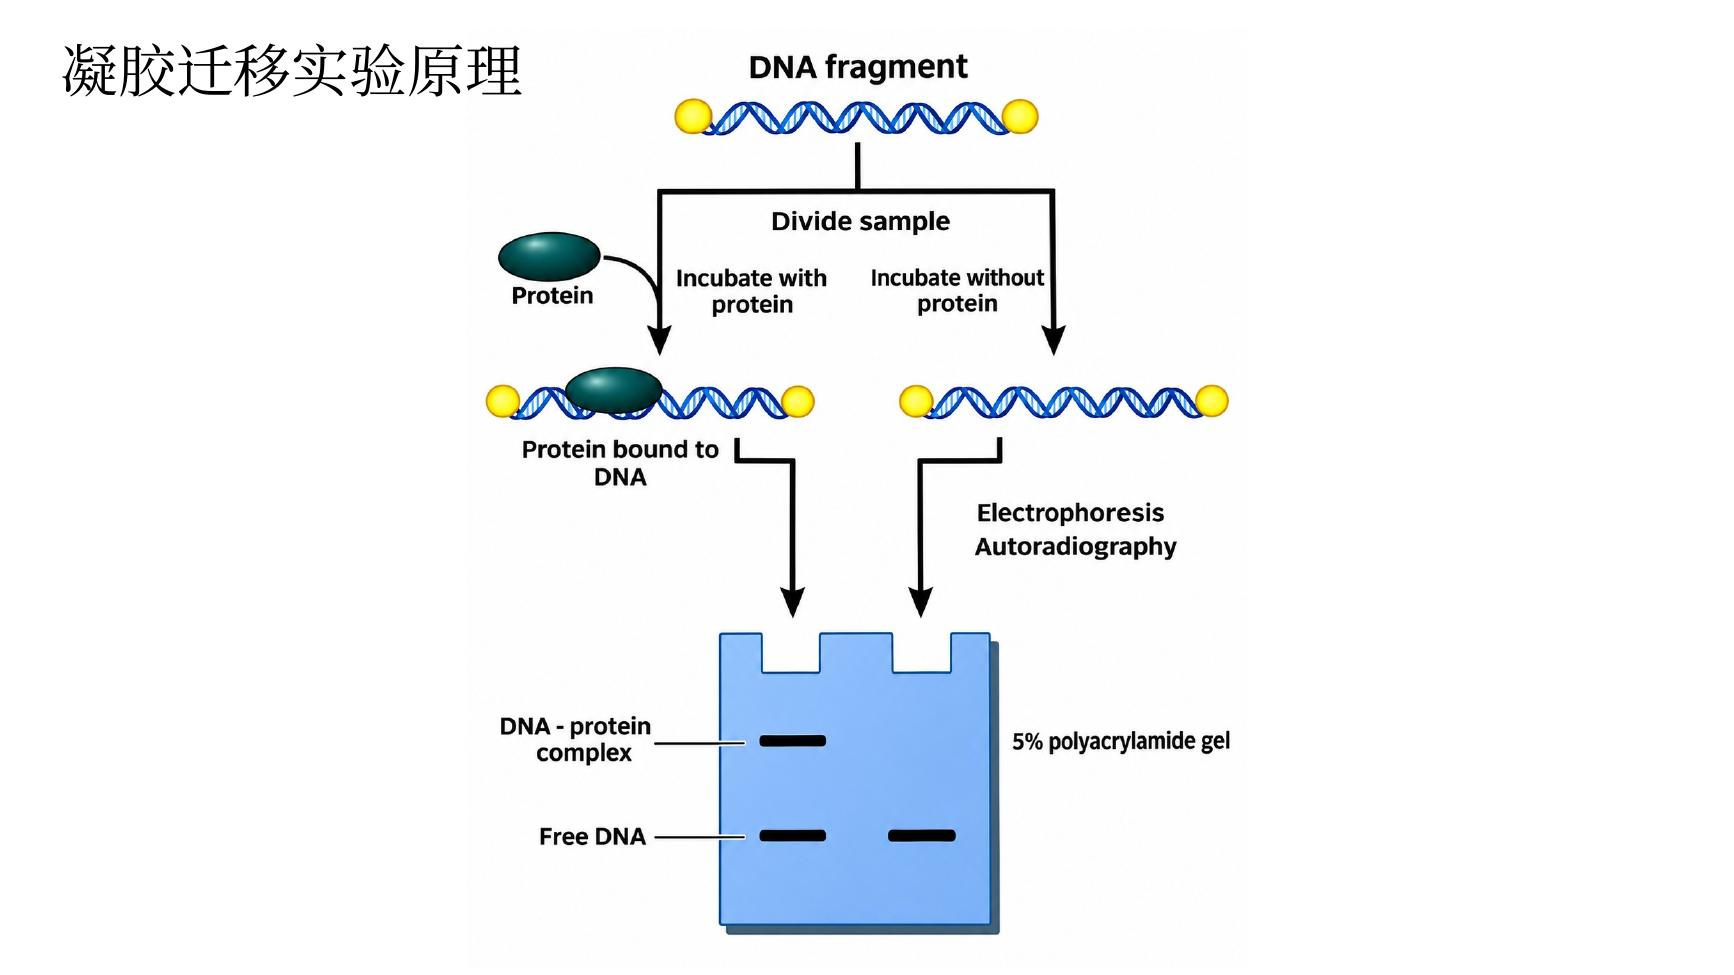 凝胶迁移实验原理
DNA fragment
Divide sample
Protein
Incubate with
protein
Incubate without
protein
Protein bound to
DNA
Electrophoresis
Autoradiography
DNA - protein
complex
5% polyacrylamide gel
Free DNA